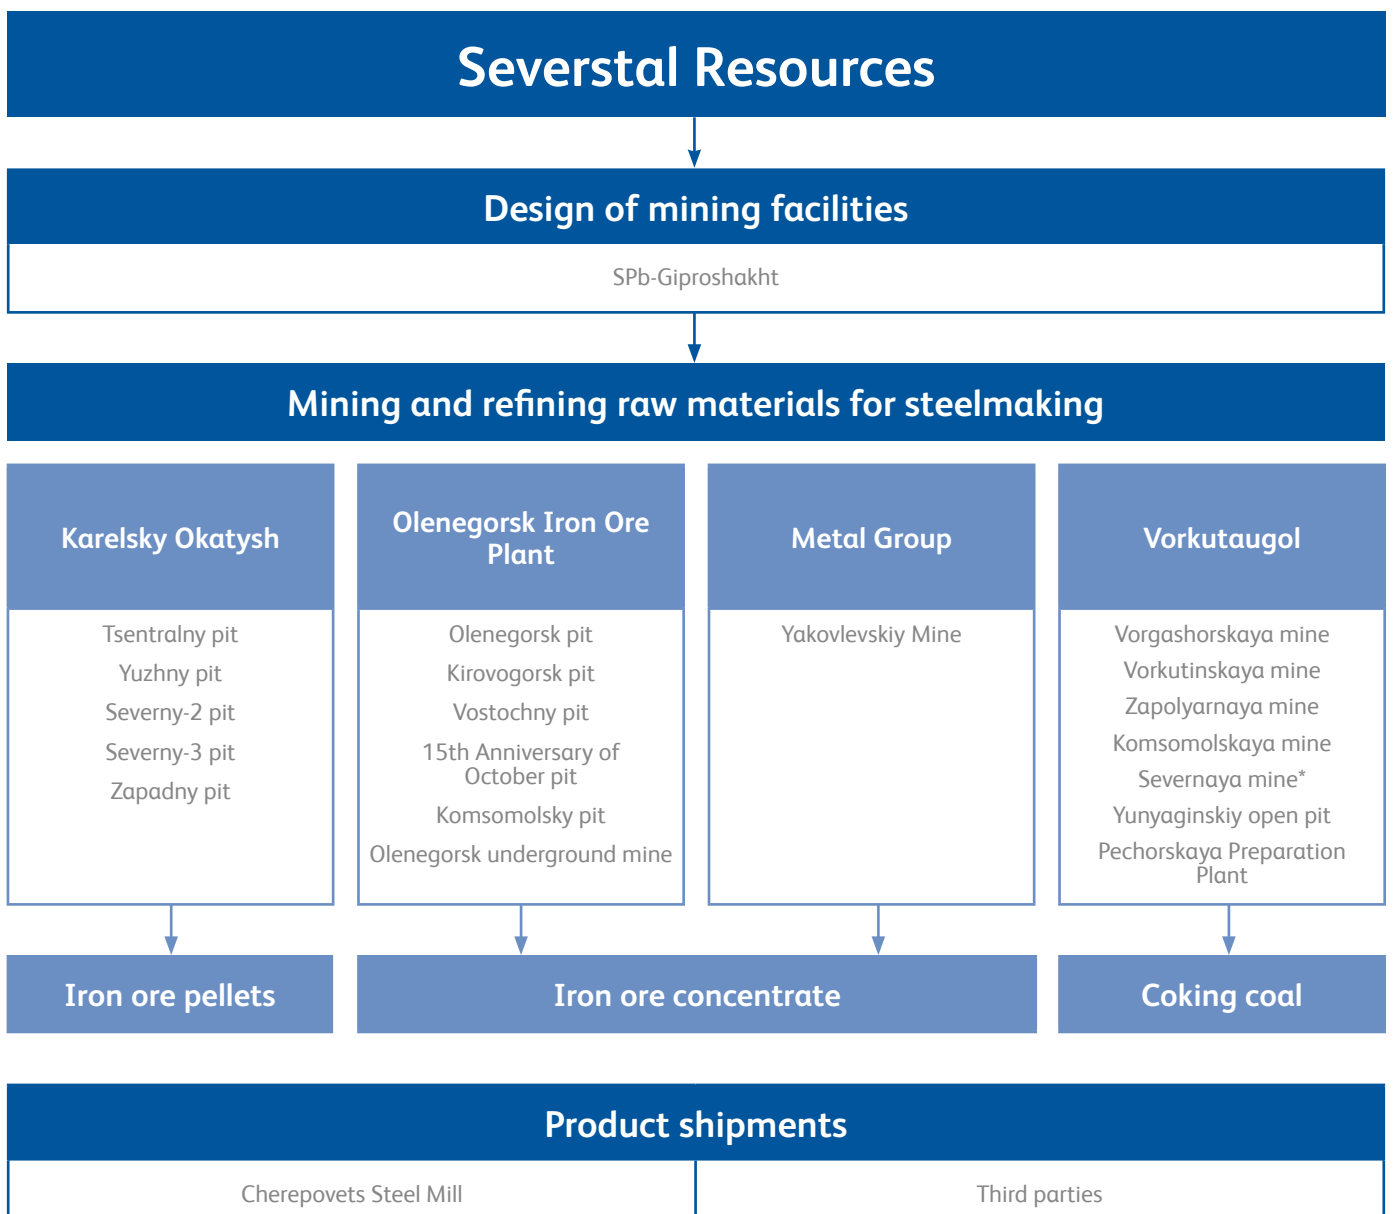 Severstal Resources
Design of mining facilities
SPb-Giproshakht
Mining and refining raw materials for steelmaking
Karelsky Okatysh
Tsentralny pit
Yuzhny pit
Severny-2 pit
Severny-3 pit
Zapadny pit
Iron ore pellets
Olenegorsk Iron Ore
Plant
Olenegorsk pit
Kirovogorsk pit
Vostochny pit
15th Anniversary of
October pit
Komsomolsky pit
Olenegorsk underground mine
Metal Group
Yakovlevskiy Mine
Iron ore concentrate
Vorkutaugol
Vorgashorskaya mine
Vorkutinskaya mine
Zapolyarnaya mine
Komsomolskaya mine
Severnaya mine*
Yunyaginskiy open pit
Pechorskaya Preparation
Plant
Coking coal
Product shipments
Cherepovets Steel Mill
Third parties